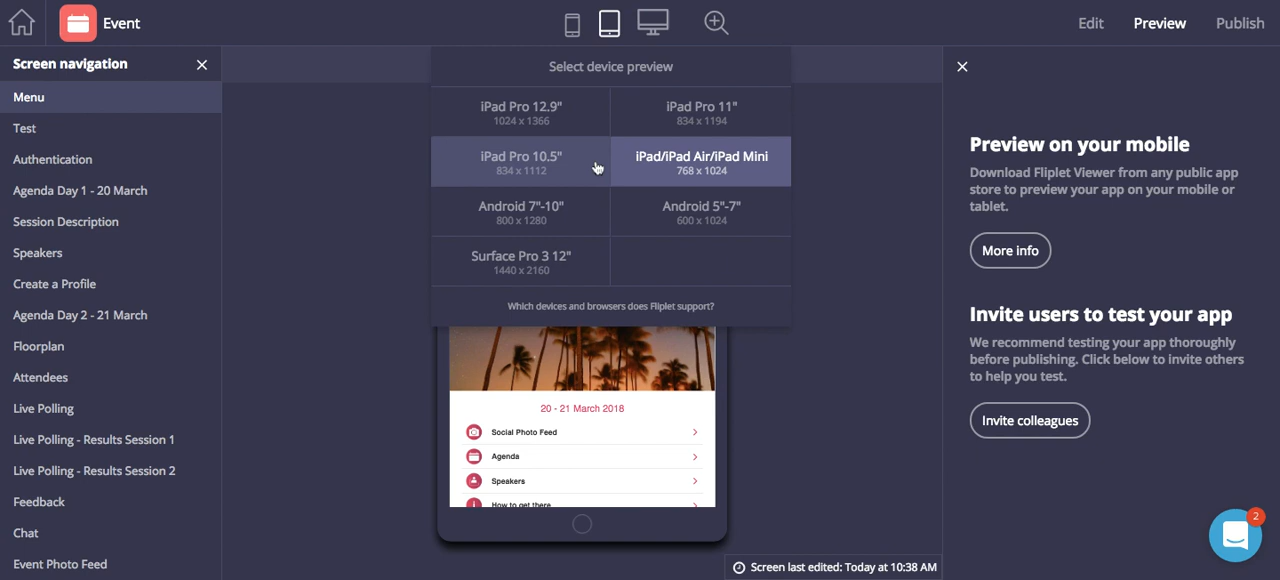 Event
Edit
Preview
Publish
Screen navigation
Menu
Test
Authentication
Agenda Day 1 - 20 March
Session Description
Speakers
Create a Profile
Agenda Day 2 - 21 March
Floorplan
Attendees
Live Polling
Live Polling - Results Session 1
Live Polling - Results Session 2
Feedback
Chat
Event Photo Feed
Select device preview
iPad Pro 12.9"
1024 x 1366
iPad Pro 11"
834 x 1194
iPad Pro 10.5"
834 x 1112
iPad/iPad Air/iPad Mini
768 x 1024
Android 7"-10"
800 x 1280
Android 5"-7"
600 x 1024
Surface Pro 3 12"
1440 x 2160
Which devices and browsers does Fliplet support?
20 - 21 March 2018
Social Photo Feed
Agenda
Speakers
How to get there
Screen last edited: Today at 10:38 AM
Preview on your mobile
Download Fliplet Viewer from any public app
store to preview your app on your mobile or
tablet.
More info
Invite users to test your app
We recommend testing your app thoroughly
before publishing. Click below to invite others
to help you test.
Invite colleagues
2